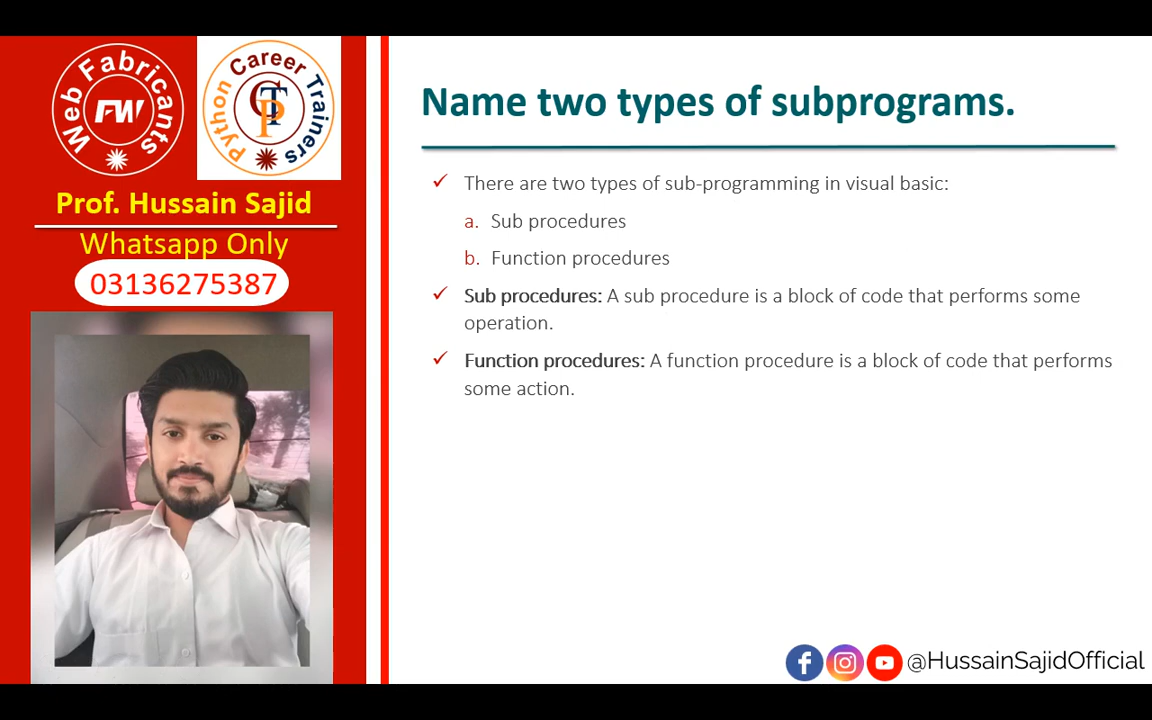 Web Fabricants
FW
Python Career Trainers
CTP
Prof. Hussain Sajid
Whatsapp Only
03136275387
Name two types of subprograms.
There are two types of sub-programming in visual basic:
a. Sub procedures
b. Function procedures
Sub procedures: A sub procedure is a block of code that performs some
operation.
Function procedures: A function procedure is a block of code that performs
some action.
@HussainSajidOfficial